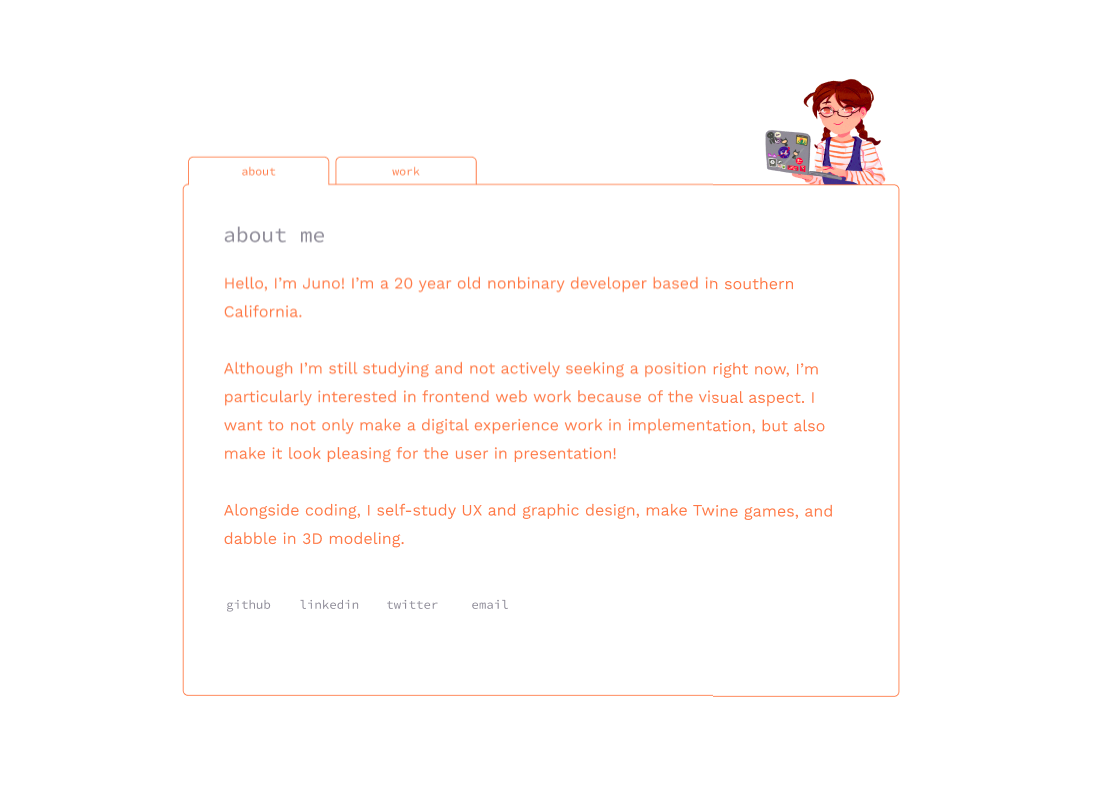 about
work
about me
Hello, I’m Juno! I’m a 20 year old nonbinary developer based in southern
California.
Although I’m still studying and not actively seeking a position right now, I’m
particularly interested in frontend web work because of the visual aspect. I
want to not only make a digital experience work in implementation, but also
make it look pleasing for the user in presentation!
Alongside coding, I self-study UX and graphic design, make Twine games, and
dabble in 3D modeling.
github
linkedin
twitter
email